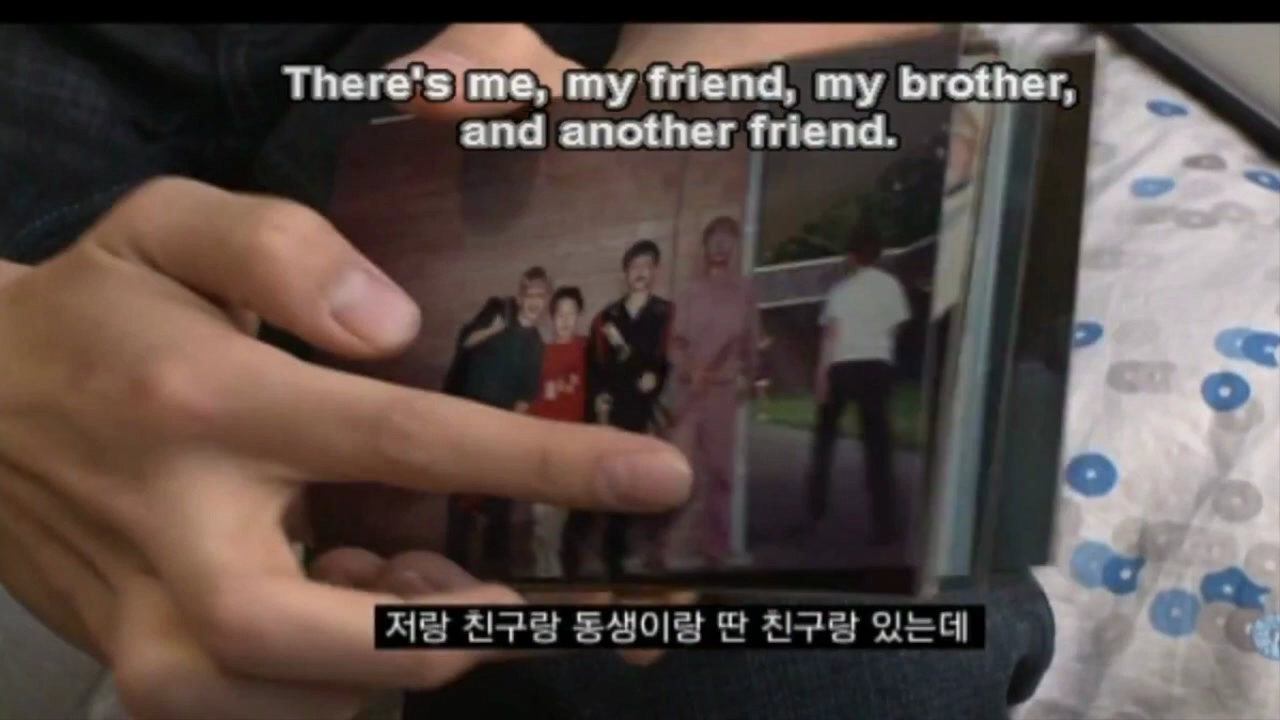 There's me, my friend, my brother,
and another friend.
저랑 친구랑 동생이랑 딴 친구랑 있는데